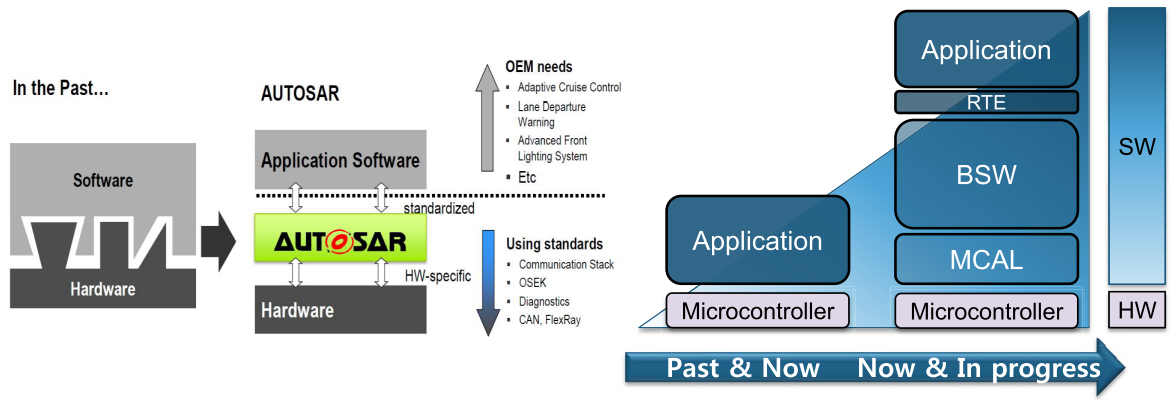 In the Past…
Software
Hardware
AUTOSAR
Application Software
standardized
AUTOSAR
HW-specific
Hardware
OEM needs
▪ Adaptive Cruise Control
▪ Lane Departure
Warning
▪ Advanced Front
Lighting System
▪ Etc
Using standards
▪ Communication Stack
▪ OSEK
▪ Diagnostics
▪ CAN, FlexRay
Application
Microcontroller
Application
RTE
BSW
MCAL
Microcontroller
SW
HW
Past & Now
Now & In progress